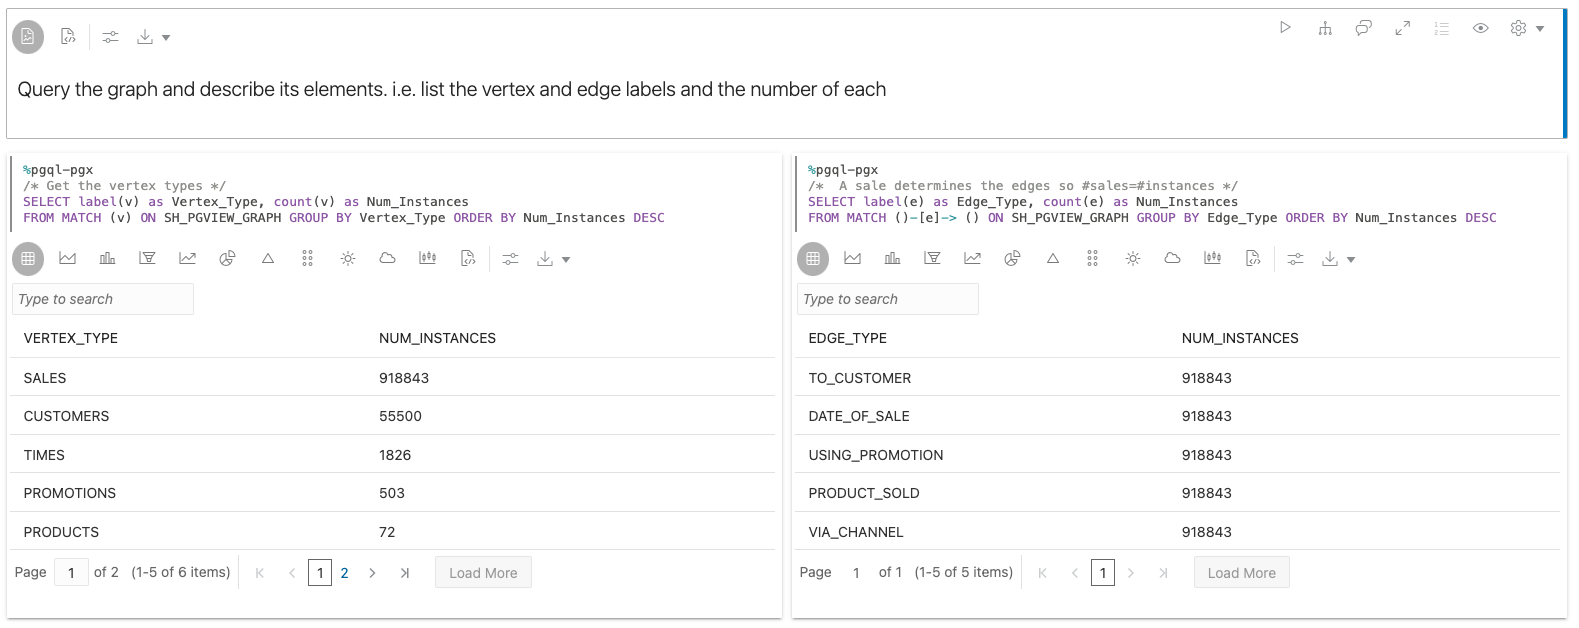 Query the graph and describe its elements. i.e. list the vertex and edge labels and the number of each
%pgql-pgx
/* Get the vertex types */
SELECT label(v) as Vertex_Type, count(v) as Num_Instances
FROM MATCH (v) ON SH_PGVIEW_GRAPH GROUP BY Vertex_Type ORDER BY Num_Instances DESC
Type to search
VERTEX_TYPE NUM_INSTANCES
SALES 918843
CUSTOMERS 55500
TIMES 1826
PROMOTIONS 503
PRODUCTS 72
Page 1 of 2 (1-5 of 6 items) 1 2 Load More
%pgql-pgx
/*  A sale determines the edges so #sales=#instances */
SELECT label(e) as Edge_Type, count(e) as Num_Instances
FROM MATCH ()-[e]-> () ON SH_PGVIEW_GRAPH GROUP BY Edge_Type ORDER BY Num_Instances DESC
Type to search
EDGE_TYPE NUM_INSTANCES
TO_CUSTOMER 918843
DATE_OF_SALE 918843
USING_PROMOTION 918843
PRODUCT_SOLD 918843
VIA_CHANNEL 918843
Page 1 of 1 (1-5 of 5 items) 1 Load More